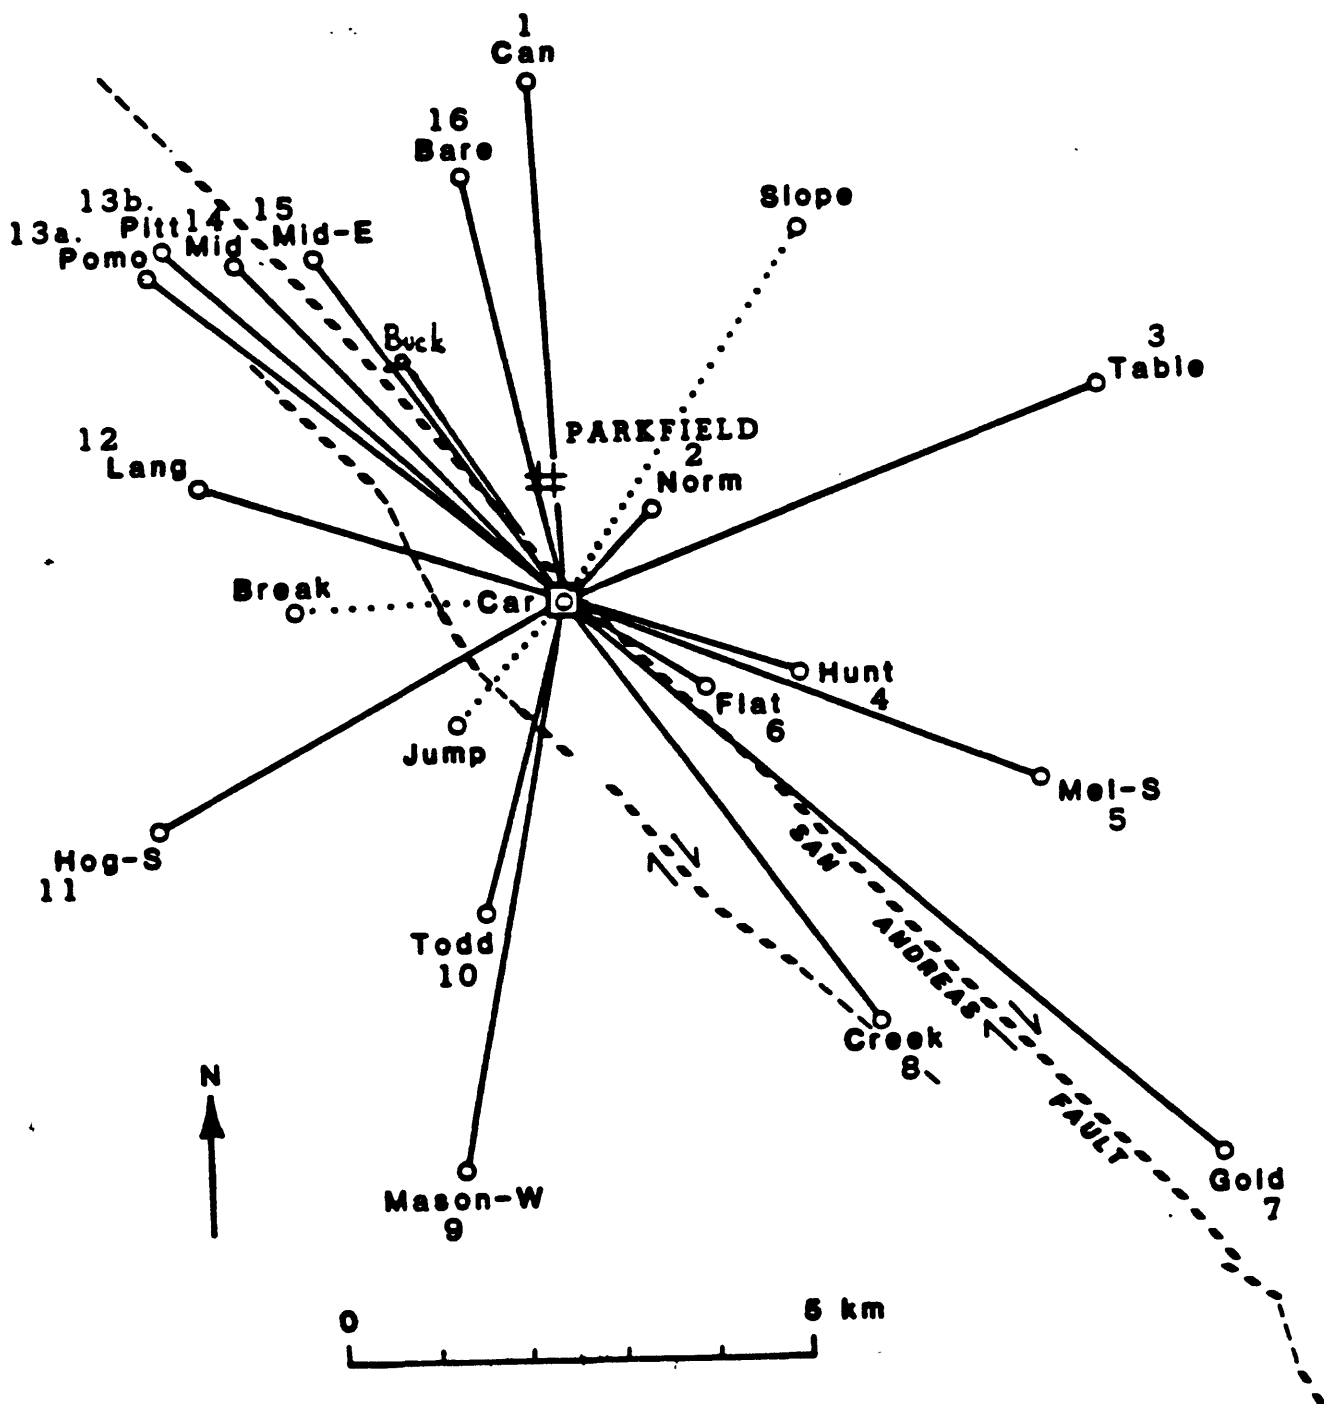 1
Can
16
Bare
Slope
13b.
Pitt
14
Mid
15
Mid-E
13a.
Pomo
Buck
3
Table
PARKFIELD
2
Norm
12
Lang
Break
Car
Hunt
4
Flat
6
Jump
Mel-S
5
SAN
ANDREAS
FAULT
Hog-S
11
Todd
10
Creek
8
N
Mason-W
9
Gold
7
0 5 km